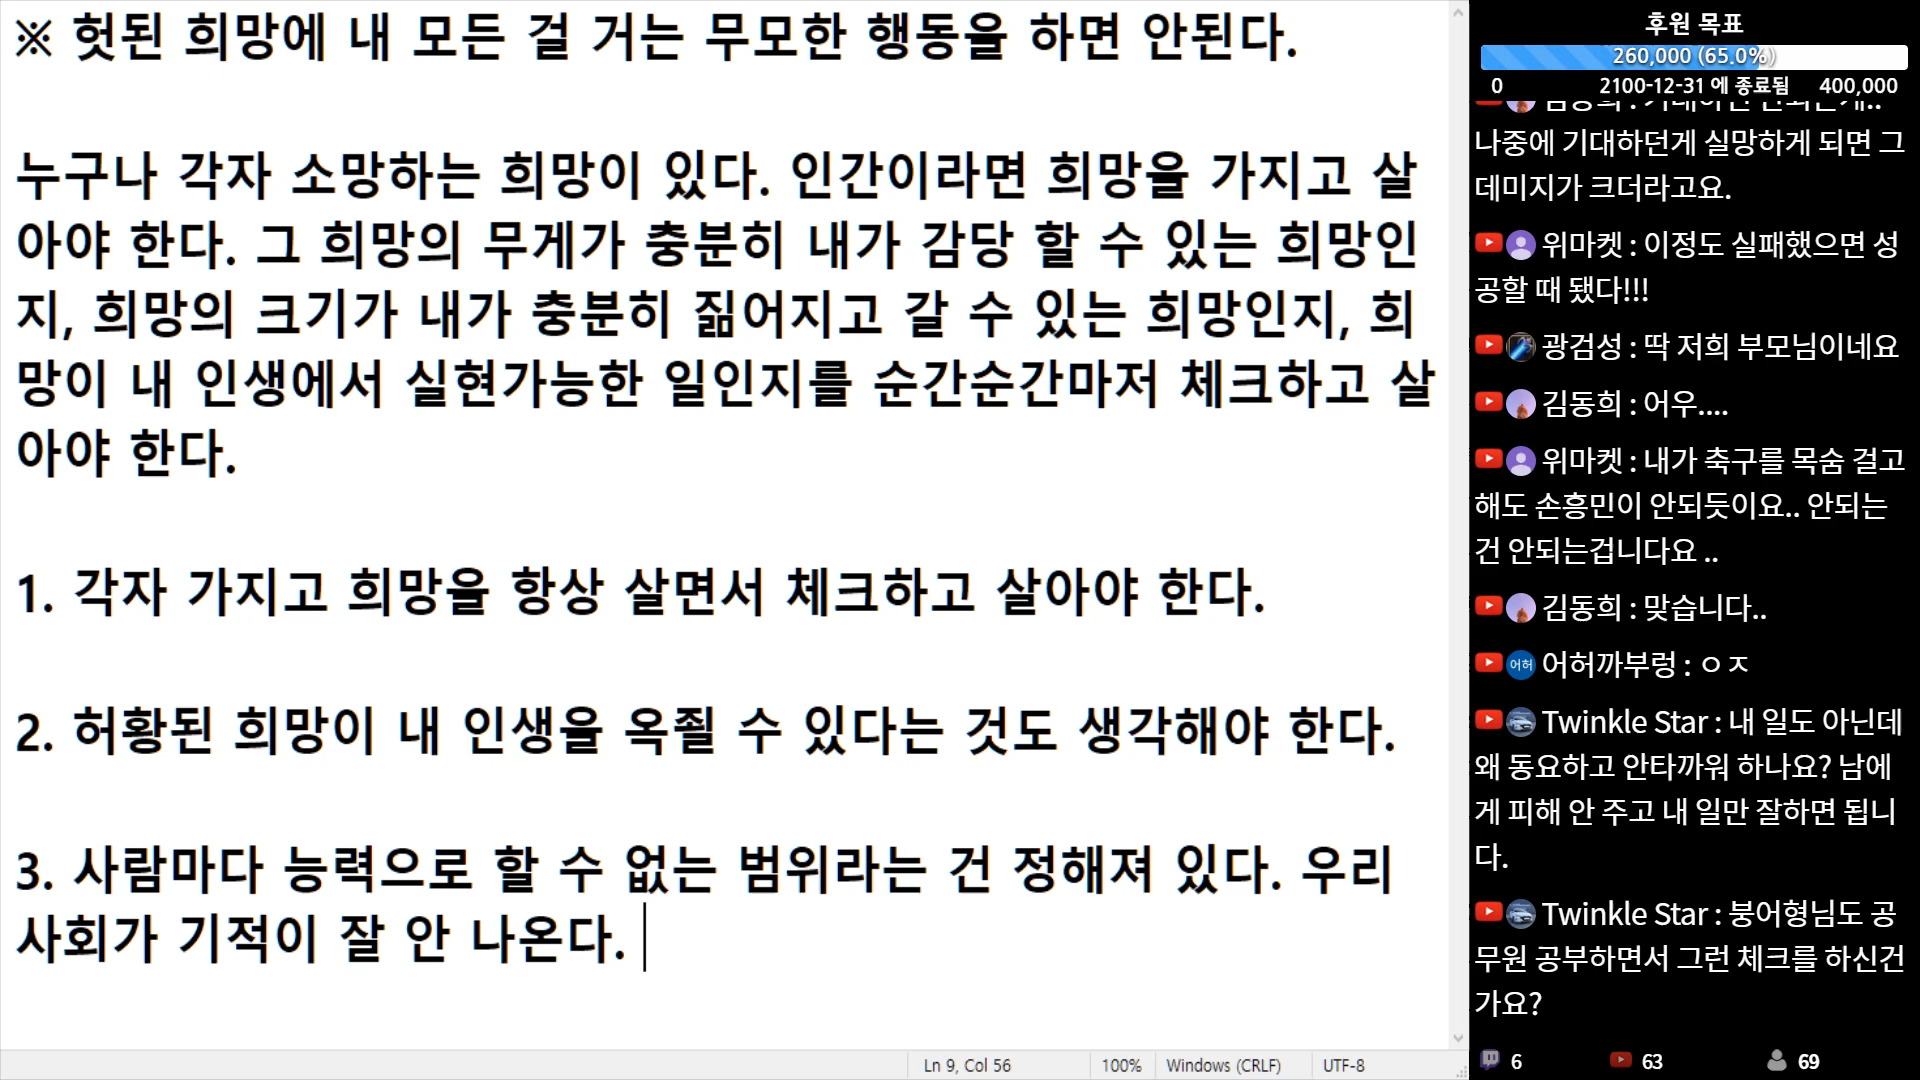 ※ 헛된 희망에 내 모든 걸 거는 무모한 행동을 하면 안된다.
누구나 각자 소망하는 희망이 있다. 인간이라면 희망을 가지고 살
아야 한다. 그 희망의 무게가 충분히 내가 감당 할 수 있는 희망인
지, 희망의 크기가 내가 충분히 짊어지고 갈 수 있는 희망인지, 희
망이 내 인생에서 실현가능한 일인지를 순간순간마저 체크하고 살
아야 한다.
1. 각자 가지고 희망을 항상 살면서 체크하고 살아야 한다.
2. 허황된 희망이 내 인생을 옥죌 수 있다는 것도 생각해야 한다.
3. 사람마다 능력으로 할 수 없는 범위라는 건 정해져 있다. 우리
사회가 기적이 잘 안 나온다.
Ln 9, Col 56
100%
Windows (CRLF)
UTF-8
후원 목표
260,000 (65.0%)
0
2100-12-31 에 종료됨
400,000
나중에 기대하던게 실망하게 되면 그
데미지가 크더라고요.
위마켓 : 이정도 실패했으면 성
공할 때 됐다!!!
광검성 : 딱 저희 부모님이네요
김동희 : 어우....
위마켓 : 내가 축구를 목숨 걸고
해도 손흥민이 안되듯이요.. 안되는
건 안되는겁니다요 ..
김동희 : 맞습니다..
어허
어허까부렁 : ㅇㅈ
Twinkle Star : 내 일도 아닌데
왜 동요하고 안타까워 하나요? 남에
게 피해 안 주고 내 일만 잘하면 됩니
다.
Twinkle Star : 붕어형님도 공
무원 공부하면서 그런 체크를 하신건
가요?
6
63
69